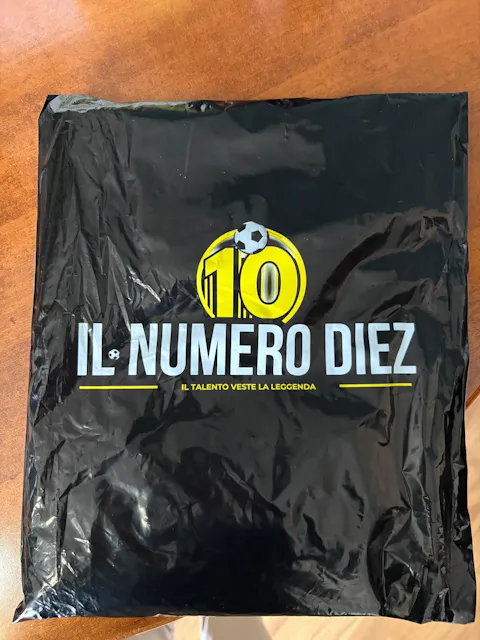 10
IL NUMERO DIEZ
IL TALENTO VESTE LA LEGGENDA